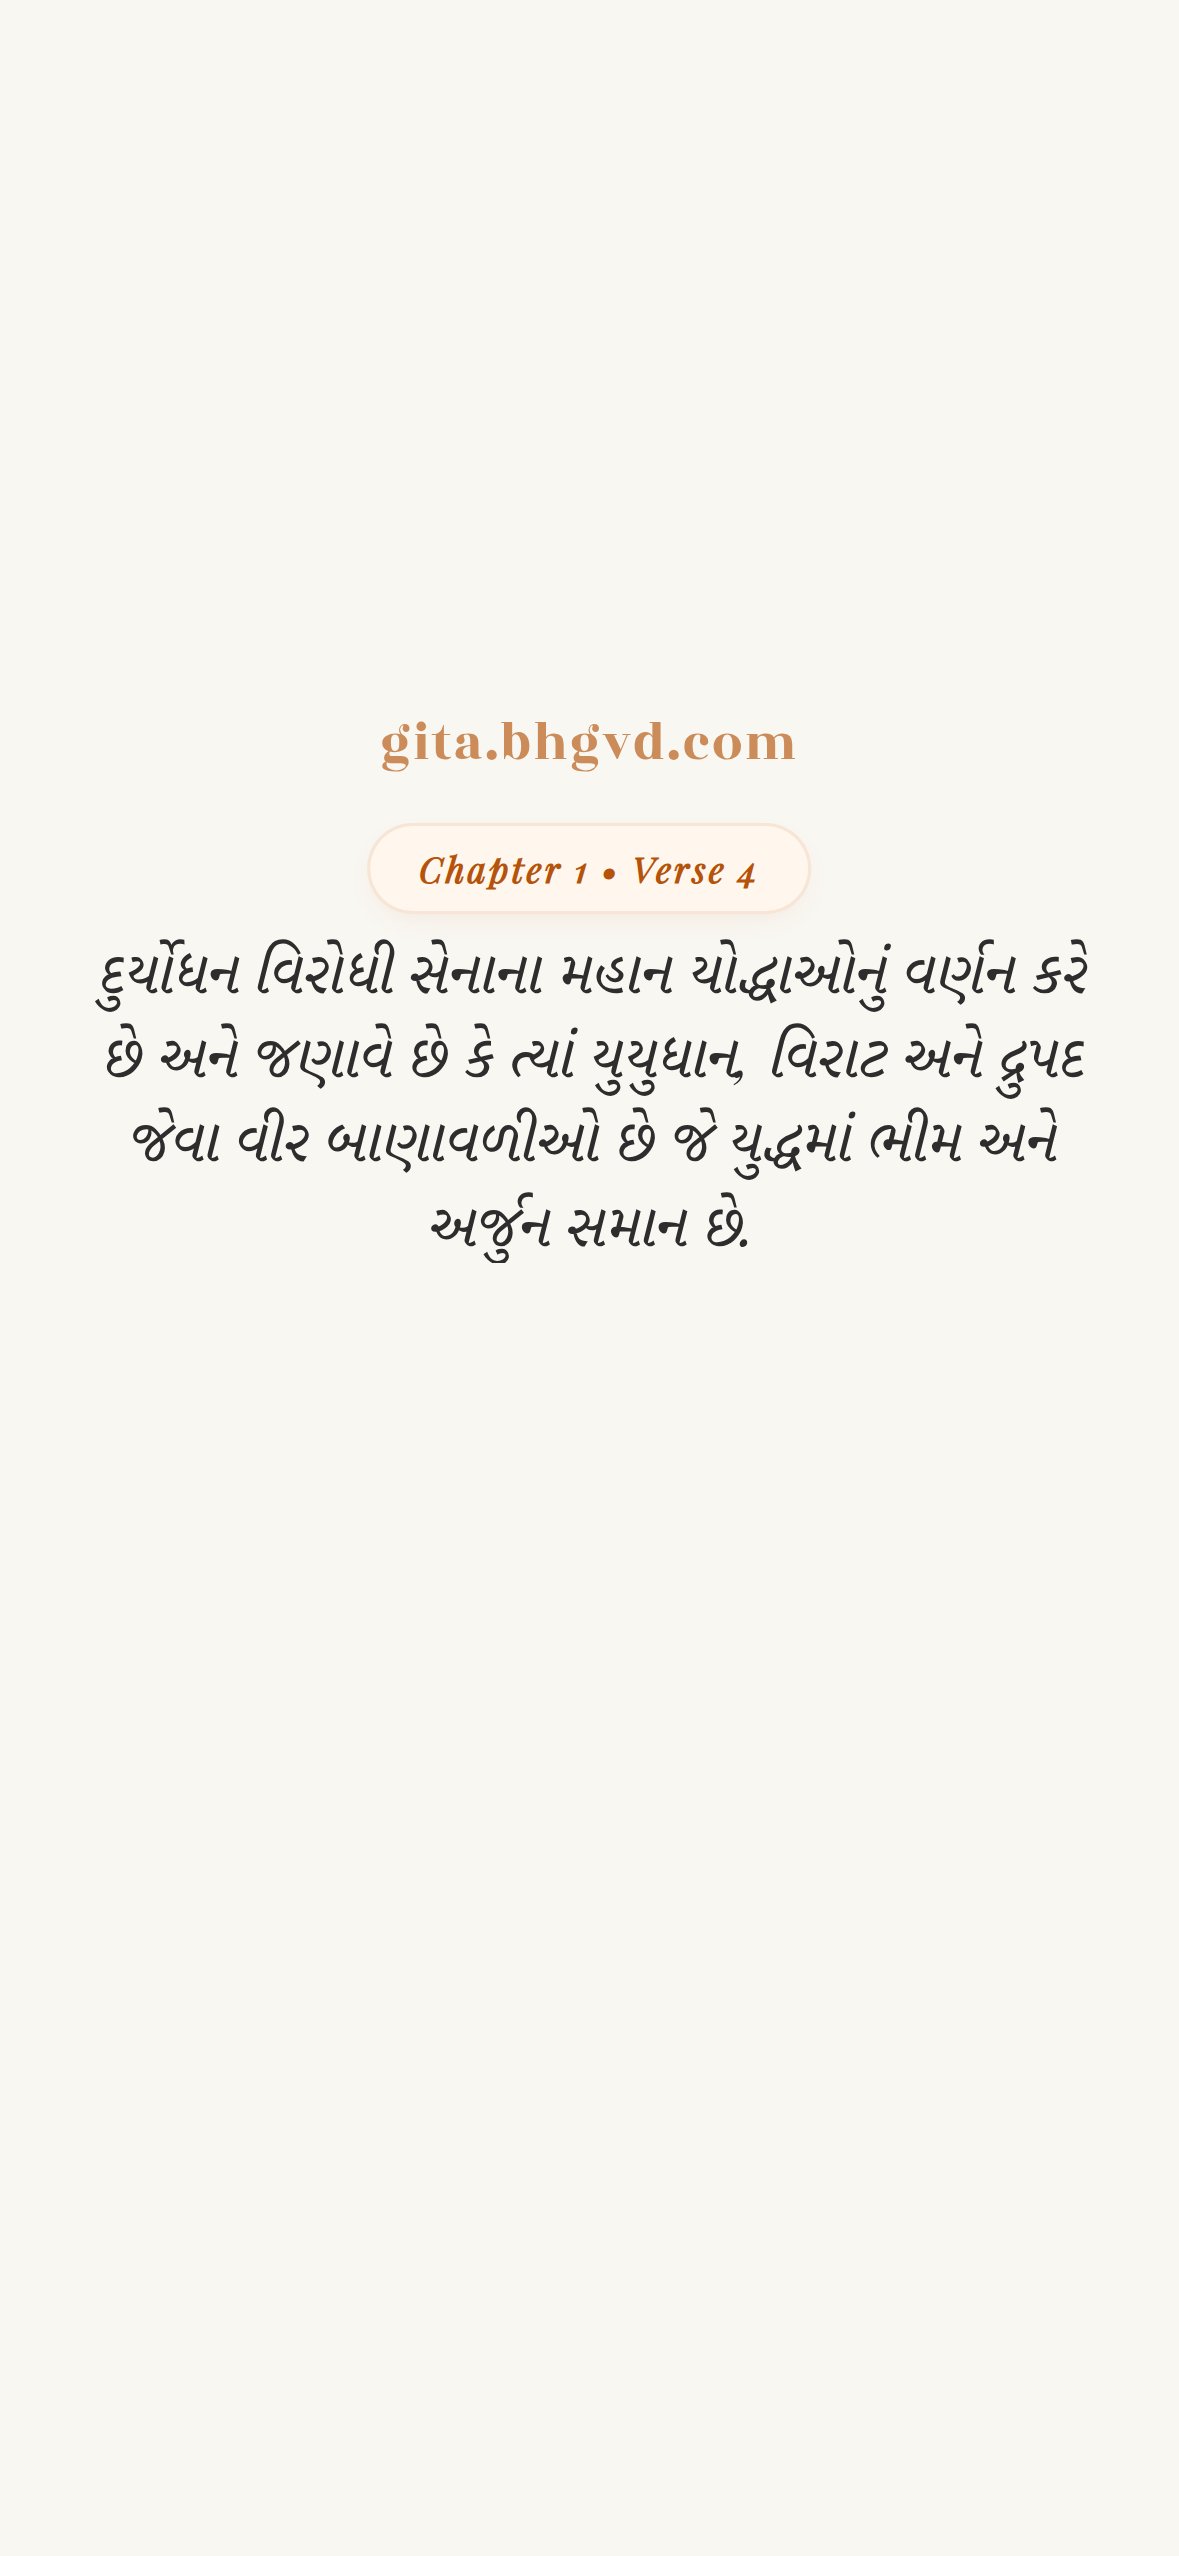 gita.bhgvd.com
Chapter 1 • Verse 4
દુર્યોધન વિરોધી સેનાના મહાન યોદ્ધાઓનું વર્ણન કરે
છે અને જણાવે છે કે ત્યાં યુયુધાન, વિરાટ અને દ્રુપદ
જેવા વીર બાણાવળીઓ છે જે યુદ્ધમાં ભીમ અને
અર્જુન સમાન છે.